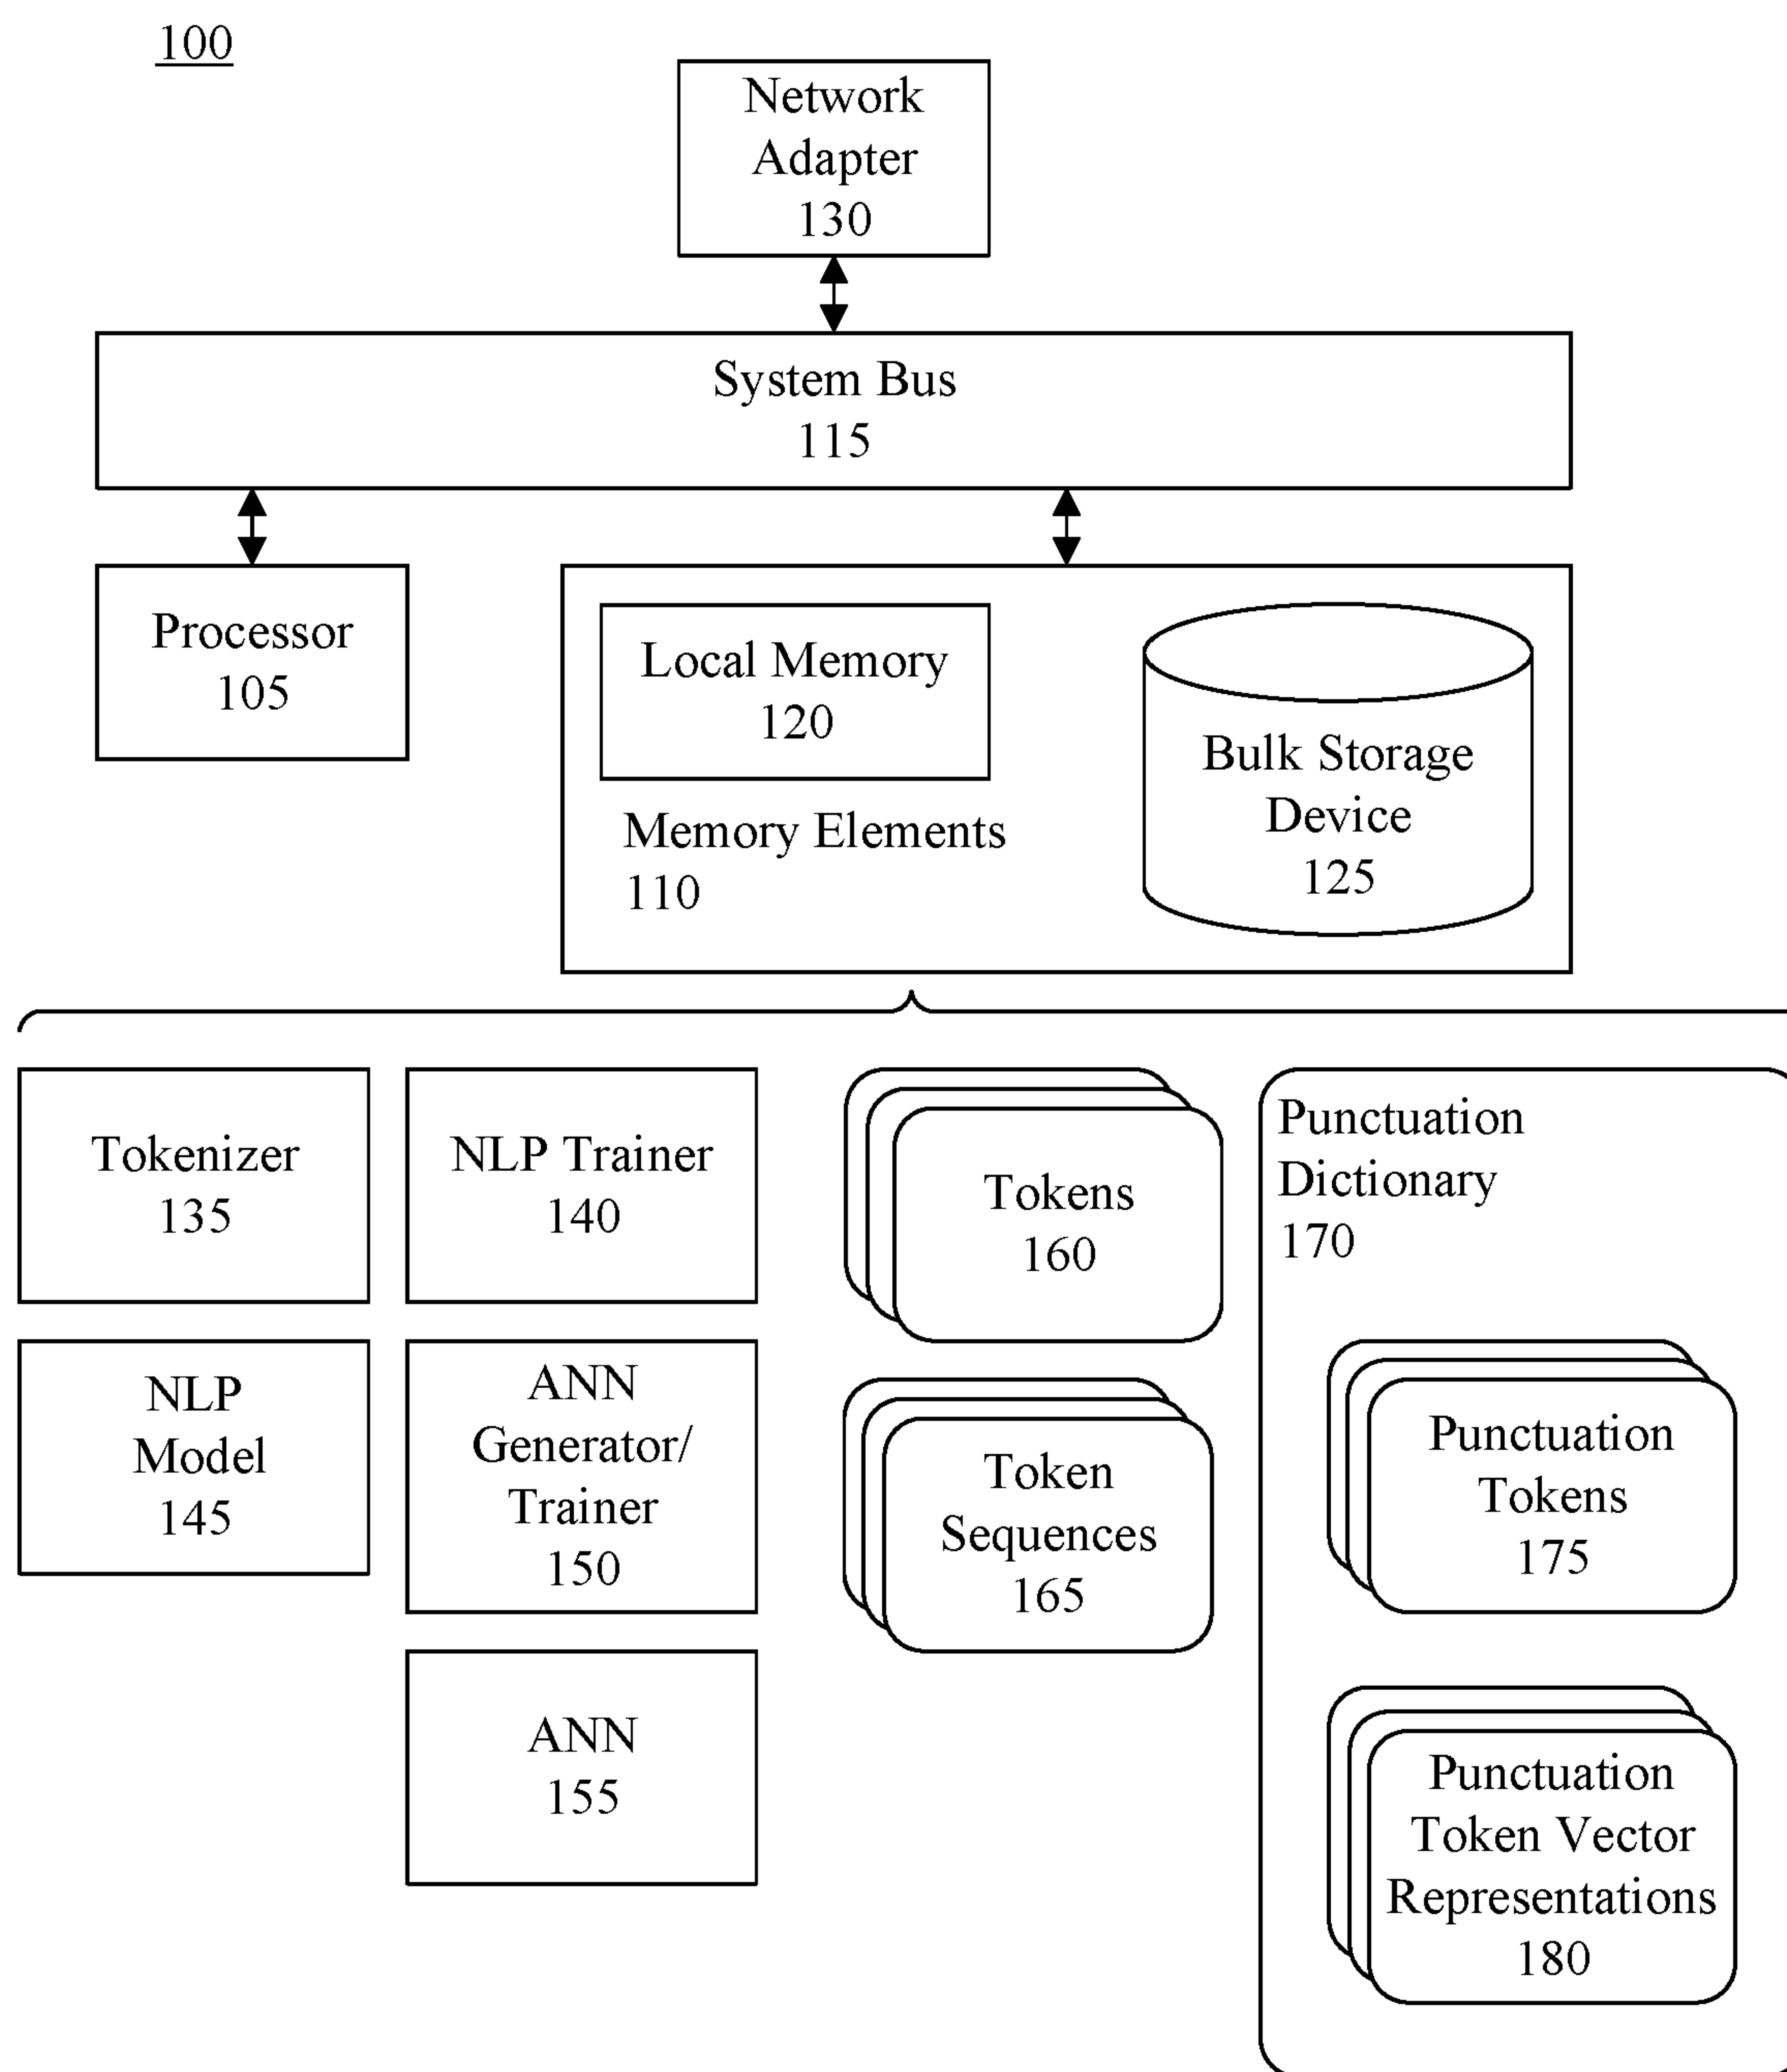 100
Network
Adapter
130
System Bus
115
Processor
105
Local Memory
120
Memory Elements
110
Bulk Storage
Device
125
Tokenizer
135
NLP Trainer
140
Tokens
160
Punctuation
Dictionary
170
NLP
Model
145
ANN
Generator/
Trainer
150
Token
Sequences
165
Punctuation
Tokens
175
ANN
155
Punctuation
Token Vector
Representations
180